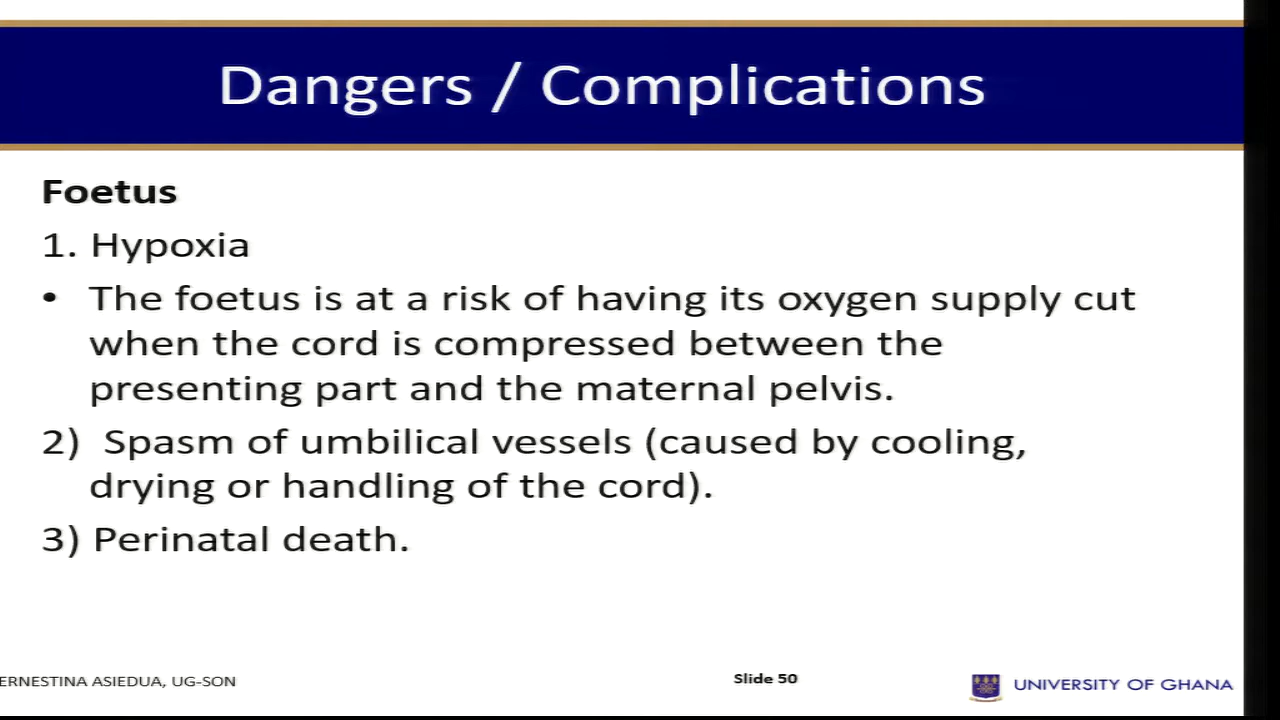 Dangers / Complications
Foetus
1. Hypoxia
• The foetus is at a risk of having its oxygen supply cut
when the cord is compressed between the
presenting part and the maternal pelvis.
2) Spasm of umbilical vessels (caused by cooling,
drying or handling of the cord).
3) Perinatal death.
ERNESTINA ASIEDUA, UG-SON
Slide 50
UNIVERSITY OF GHANA